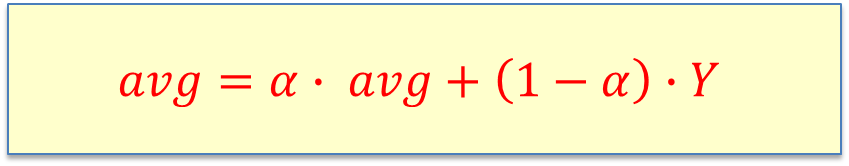 avg = α · avg + (1 − α) · Y